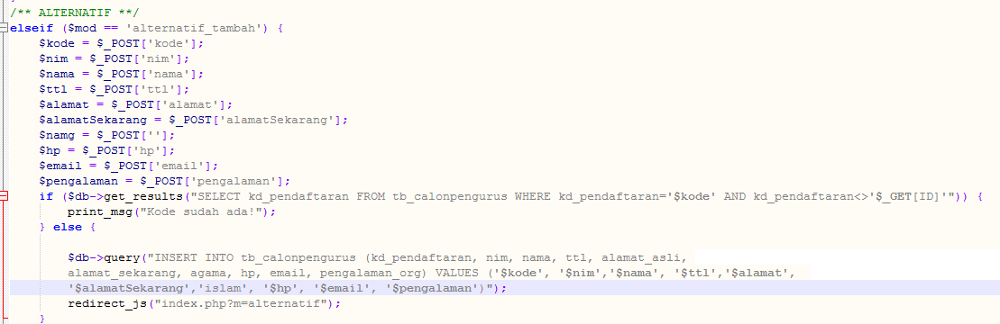 /** ALTERNATIF **/
elseif ($mod == 'alternatif_tambah') {
$kode = $_POST['kode'];
$nim = $_POST['nim'];
$nama = $_POST['nama'];
$ttl = $_POST['ttl'];
$alamat = $_POST['alamat'];
$alamatSekarang = $_POST['alamatSekarang'];
$namg = $_POST[''];
$hp = $_POST['hp'];
$email = $_POST['email'];
$pengalaman = $_POST['pengalaman'];
if ($db->get_results("SELECT kd_pendaftaran FROM tb_calonpengurus WHERE kd_pendaftaran='$kode' AND kd_pendaftaran<>'$_GET[ID]'")) {
print_msg("Kode sudah ada!");
} else {
$db->query("INSERT INTO tb_calonpengurus (kd_pendaftaran, nim, nama, ttl, alamat_asli,
alamat_sekarang, agama, hp, email, pengalaman_org) VALUES ('$kode', '$nim','$nama', '$ttl','$alamat',
'$alamatSekarang','islam', '$hp', '$email', '$pengalaman')");
redirect_js("index.php?m=alternatif");
}